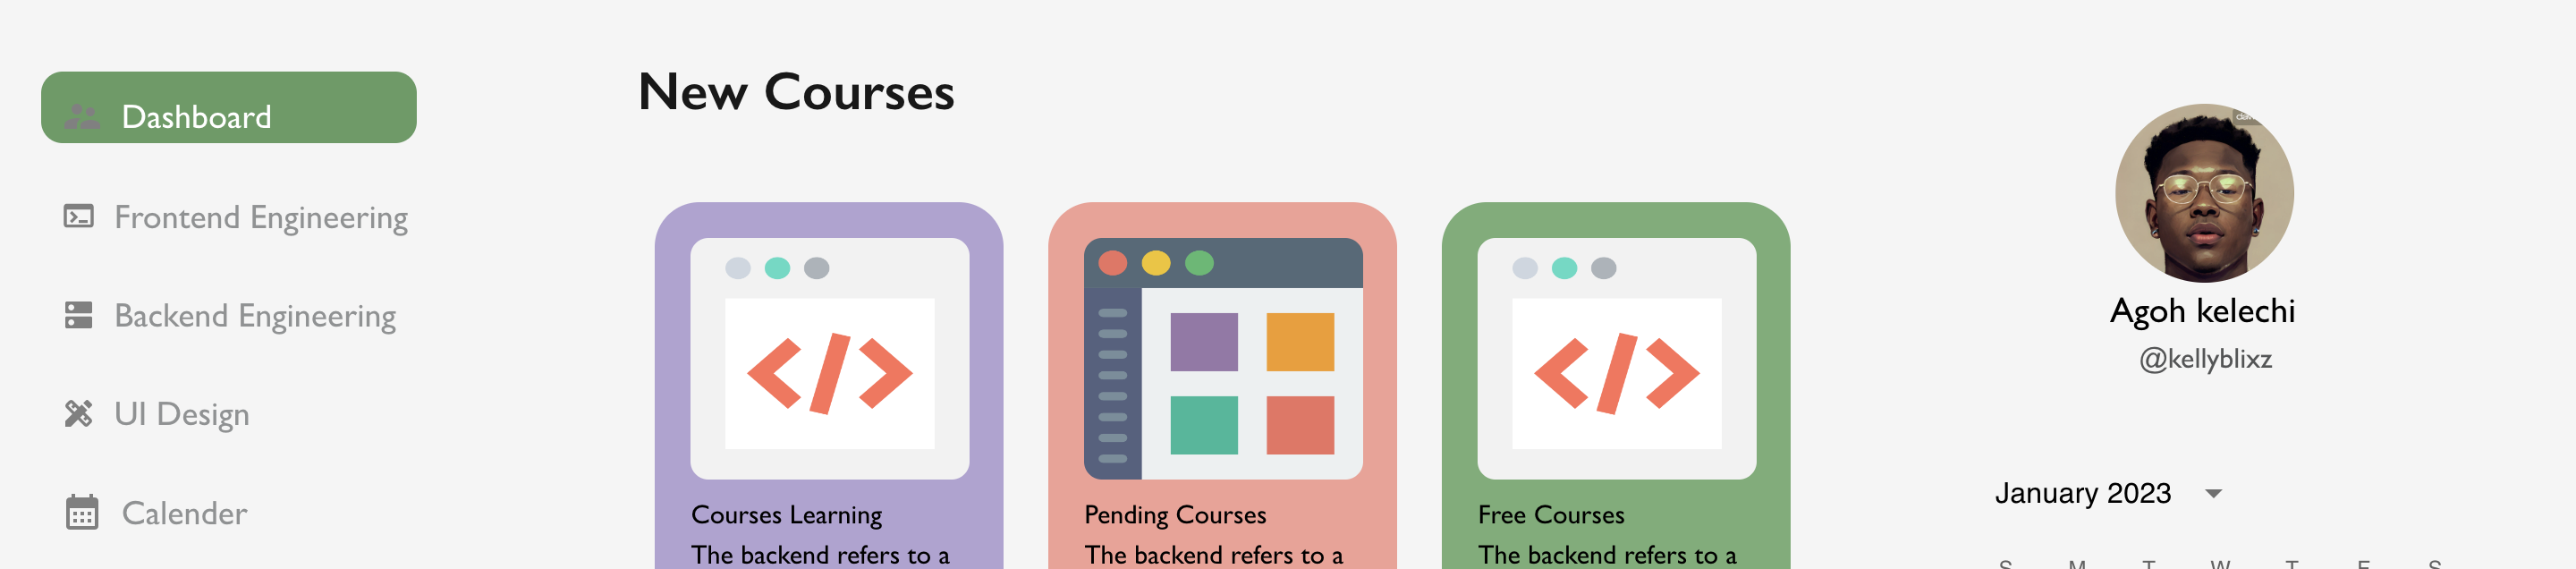 Dashboard
Frontend Engineering
Backend Engineering
UI Design
Calender
New Courses
</>
Courses Learning
The backend refers to a
Pending Courses
The backend refers to a
</>
Free Courses
The backend refers to a
Agoh kelechi
@kellyblixz
January 2023
S M T W T F S